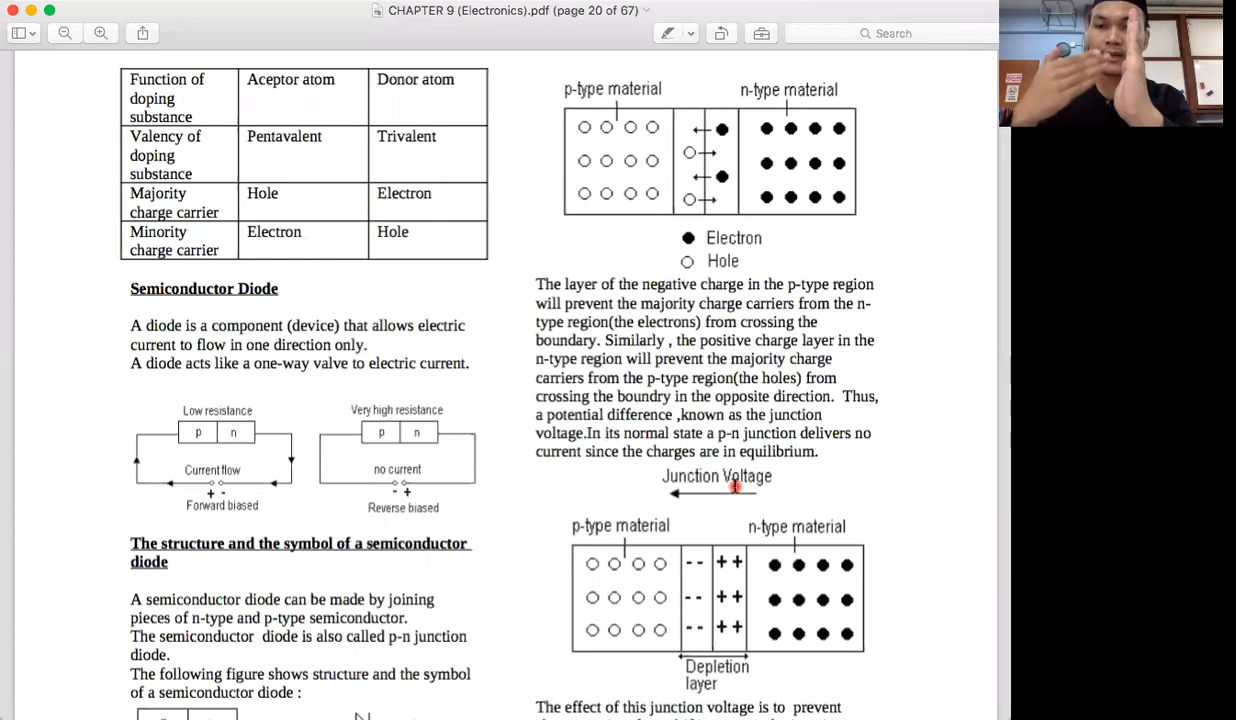 CHAPTER 9 (Electronics).pdf (page 20 of 67)
Search
Function of doping substance
Aceptor atom
Donor atom
Valency of doping substance
Pentavalent
Trivalent
Majority charge carrier
Hole
Electron
Minority charge carrier
Electron
Hole
Semiconductor Diode
A diode is a component (device) that allows electric
current to flow in one direction only.
A diode acts like a one-way valve to electric current.
Low resistance
p n
Current flow
+ -
Forward biased
Very high resistance
p n
no current
- +
Reverse biased
The structure and the symbol of a semiconductor
diode
A semiconductor diode can be made by joining
pieces of n-type and p-type semiconductor.
The semiconductor diode is also called p-n junction
diode.
The following figure shows structure and the symbol
of a semiconductor diode :
p-type material
n-type material
Electron
Hole
The layer of the negative charge in the p-type region
will prevent the majority charge carriers from the n-
type region(the electrons) from crossing the
boundary. Similarly , the positive charge layer in the
n-type region will prevent the majority charge
carriers from the p-type region(the holes) from
crossing the boundry in the opposite direction. Thus,
a potential difference ,known as the junction
voltage.In its normal state a p-n junction delivers no
current since the charges are in equilibrium.
Junction Voltage
p-type material
n-type material
- - + +
- - + +
- - + +
Depletion
layer
The effect of this junction voltage is to prevent